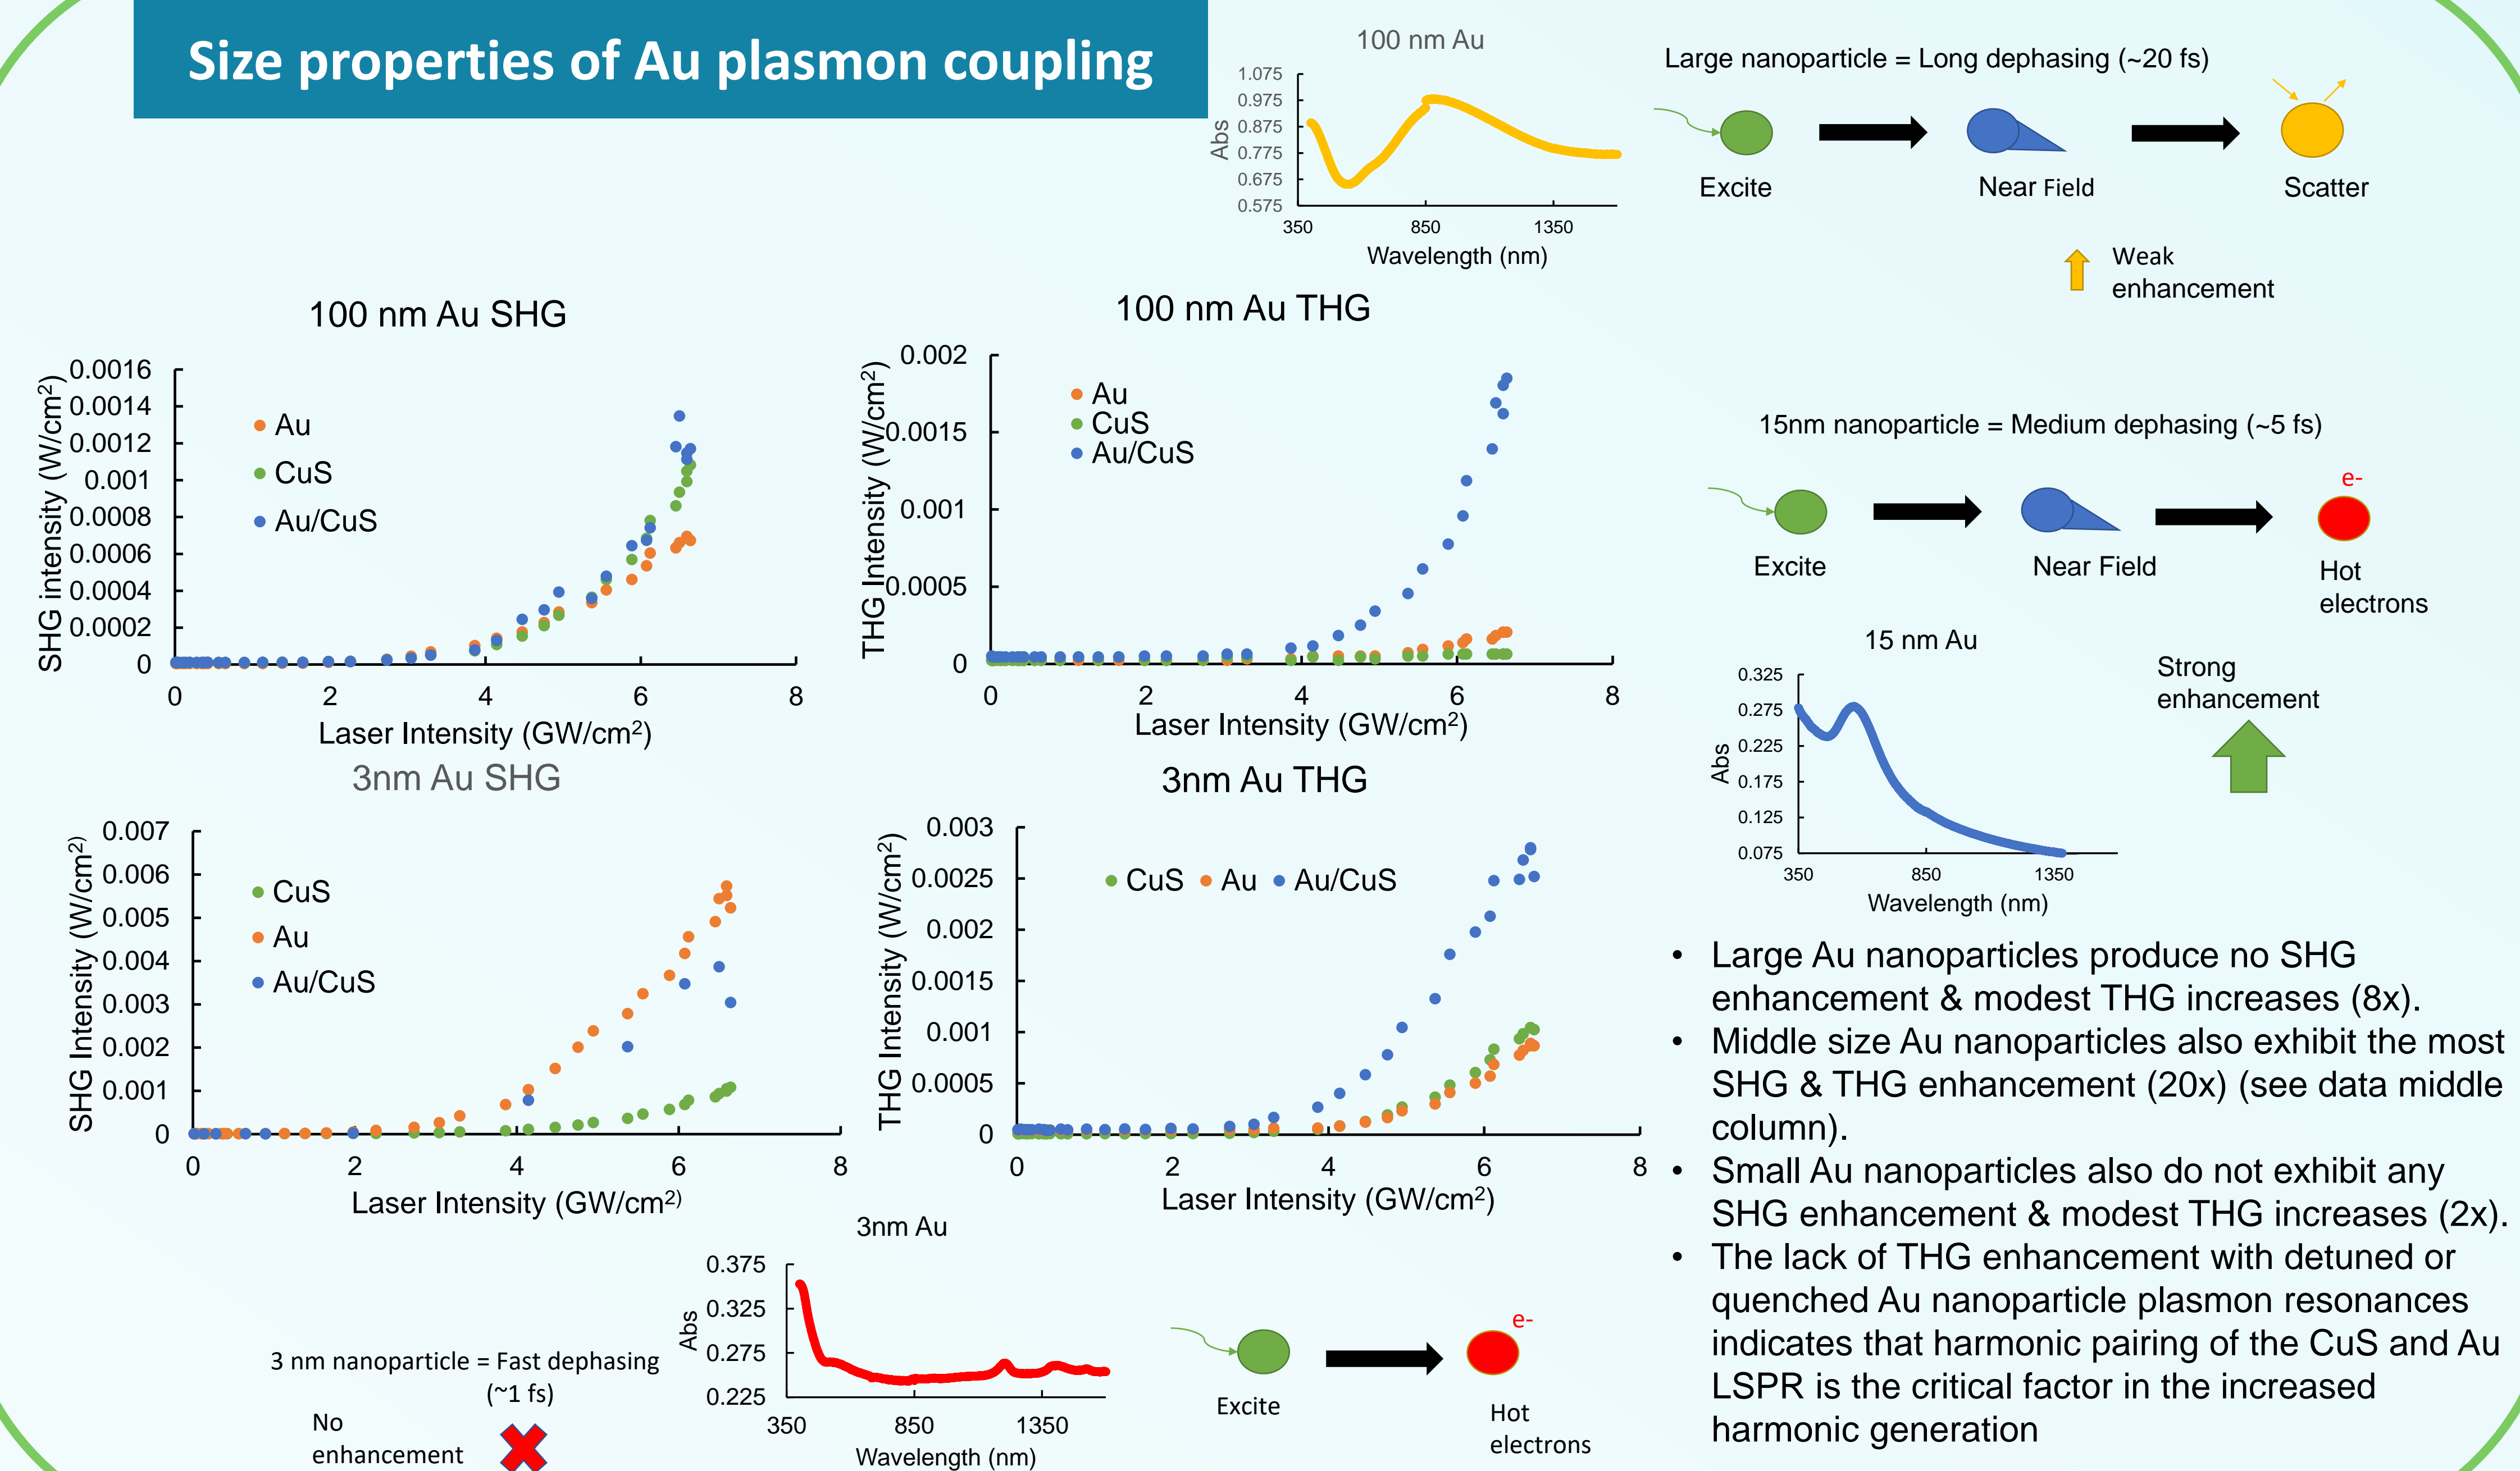 Size properties of Au plasmon coupling
100 nm Au
1.075
0.975
0.875
0.775
0.675
0.575
Abs
350 850 1350
Wavelength (nm)
Large nanoparticle = Long dephasing (~20 fs)
Excite
Near Field
Scatter
Weak
enhancement
100 nm Au SHG
SHG intensity (W/cm²)
0.0016
0.0014
0.0012
0.001
0.0008
0.0006
0.0004
0.0002
0
Au
CuS
Au/CuS
0 2 4 6 8
Laser Intensity (GW/cm²)
100 nm Au THG
THG Intensity (W/cm²)
0.002
0.0015
0.001
0.0005
0
Au
CuS
Au/CuS
0 2 4 6 8
Laser Intensity (GW/cm²)
15nm nanoparticle = Medium dephasing (~5 fs)
e-
Excite
Near Field
Hot
electrons
15 nm Au
0.325
0.275
0.225
0.175
0.125
0.075
Abs
350 850 1350
Wavelength (nm)
Strong
enhancement
3nm Au SHG
SHG Intensity (W/cm²)
0.007
0.006
0.005
0.004
0.003
0.002
0.001
0
CuS
Au
Au/CuS
0 2 4 6 8
Laser Intensity (GW/cm²)
3nm Au THG
THG Intensity (W/cm²)
0.003
0.0025
0.002
0.0015
0.001
0.0005
0
CuS Au Au/CuS
0 2 4 6 8
Laser Intensity (GW/cm²)
• Large Au nanoparticles produce no SHG
enhancement & modest THG increases (8x).
• Middle size Au nanoparticles also exhibit the most
SHG & THG enhancement (20x) (see data middle
column).
• Small Au nanoparticles also do not exhibit any
SHG enhancement & modest THG increases (2x).
• The lack of THG enhancement with detuned or
quenched Au nanoparticle plasmon resonances
indicates that harmonic pairing of the CuS and Au
LSPR is the critical factor in the increased
harmonic generation
3 nm nanoparticle = Fast dephasing
(~1 fs)
No
enhancement
3nm Au
0.375
0.325
0.275
0.225
Abs
350 850 1350
Wavelength (nm)
e-
Excite
Hot
electrons